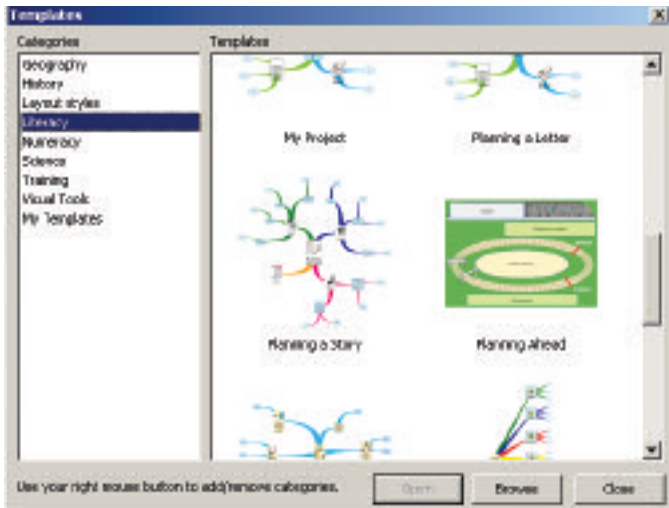 Templates
Categories
Templates
Geography
History
Layout styles
Literacy
Numeracy
Science
Training
Visual Tools
My Templates
My Project
Planning a Letter
Planning a Story
Planning Ahead
Use your right mouse button to add/remove categories.
Open
Browse
Close